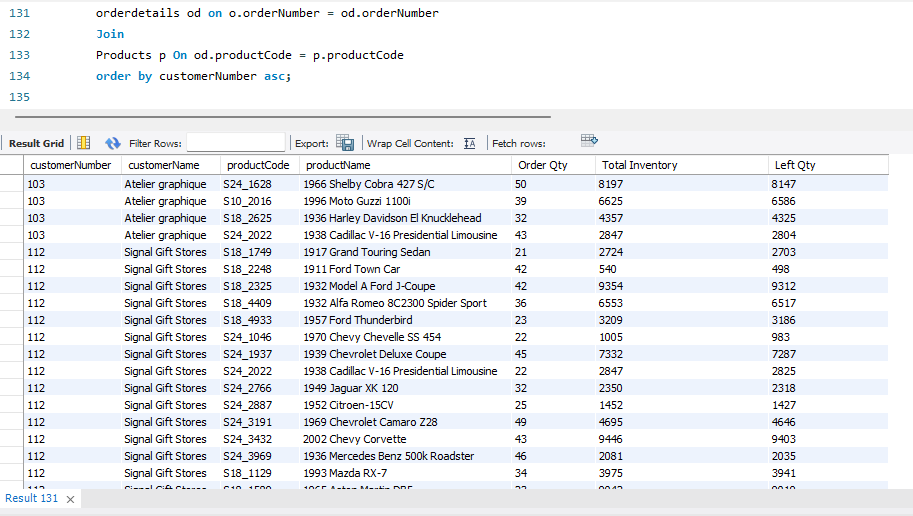 131 orderdetails od on o.orderNumber = od.orderNumber
132 Join
133 Products p On od.productCode = p.productCode
134 order by customerNumber asc;
135
Result Grid Filter Rows: Export: Wrap Cell Content: IA Fetch rows:
customerNumber customerName productCode productName Order Qty Total Inventory Left Qty
103 Atelier graphique S24_1628 1966 Shelby Cobra 427 S/C 50 8197 8147
103 Atelier graphique S10_2016 1996 Moto Guzzi 1100i 39 6625 6586
103 Atelier graphique S18_2625 1936 Harley Davidson El Knucklehead 32 4357 4325
103 Atelier graphique S24_2022 1938 Cadillac V-16 Presidential Limousine 43 2847 2804
112 Signal Gift Stores S18_1749 1917 Grand Touring Sedan 21 2724 2703
112 Signal Gift Stores S18_2248 1911 Ford Town Car 42 540 498
112 Signal Gift Stores S18_2325 1932 Model A Ford J-Coupe 42 9354 9312
112 Signal Gift Stores S18_4409 1932 Alfa Romeo 8C2300 Spider Sport 36 6553 6517
112 Signal Gift Stores S18_4933 1957 Ford Thunderbird 23 3209 3186
112 Signal Gift Stores S24_1046 1970 Chevy Chevelle SS 454 22 1005 983
112 Signal Gift Stores S24_1937 1939 Chevrolet Deluxe Coupe 45 7332 7287
112 Signal Gift Stores S24_2022 1938 Cadillac V-16 Presidential Limousine 22 2847 2825
112 Signal Gift Stores S24_2766 1949 Jaguar XK 120 32 2350 2318
112 Signal Gift Stores S24_2887 1952 Citroen-15CV 25 1452 1427
112 Signal Gift Stores S24_3191 1969 Chevrolet Camaro Z28 49 4695 4646
112 Signal Gift Stores S24_3432 2002 Chevy Corvette 43 9446 9403
112 Signal Gift Stores S24_3969 1936 Mercedes Benz 500k Roadster 46 2081 2035
112 Signal Gift Stores S18_1129 1993 Mazda RX-7 34 3975 3941
112 Signal Gift Stores
Result 131